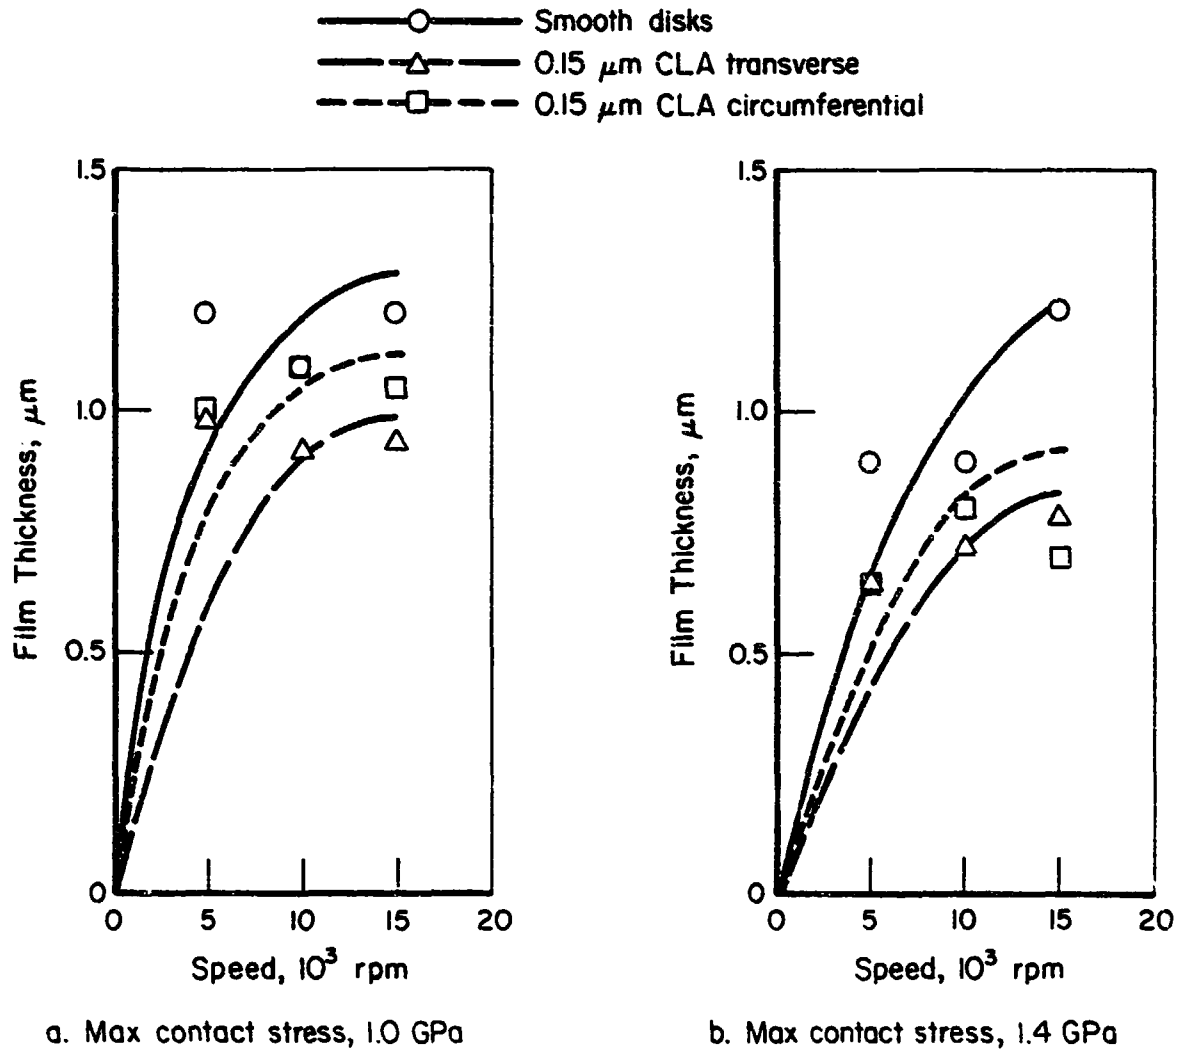 Smooth disks
0.15 μm CLA transverse
0.15 μm CLA circumferential
1.5
1.0
0.5
0
0 5 10 15 20
Film Thickness, μm
Speed, 10³ rpm
a. Max contact stress, 1.0 GPa
1.5
1.0
0.5
0
0 5 10 15 20
Film Thickness, μm
Speed, 10³ rpm
b. Max contact stress, 1.4 GPa